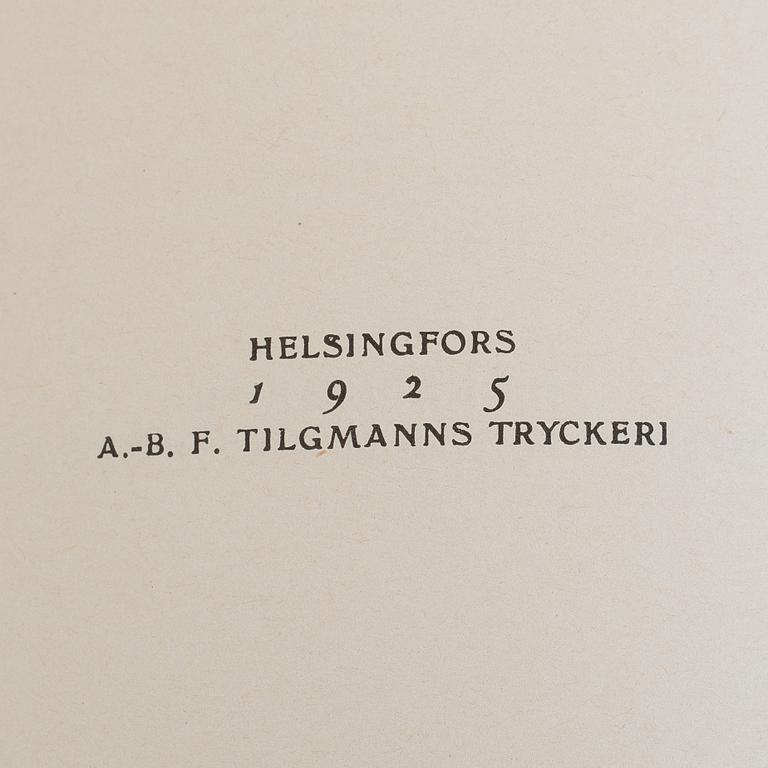 HELSINGFORS
1 9 2 5
A.-B. F. TILGMANNS TRYCKERI